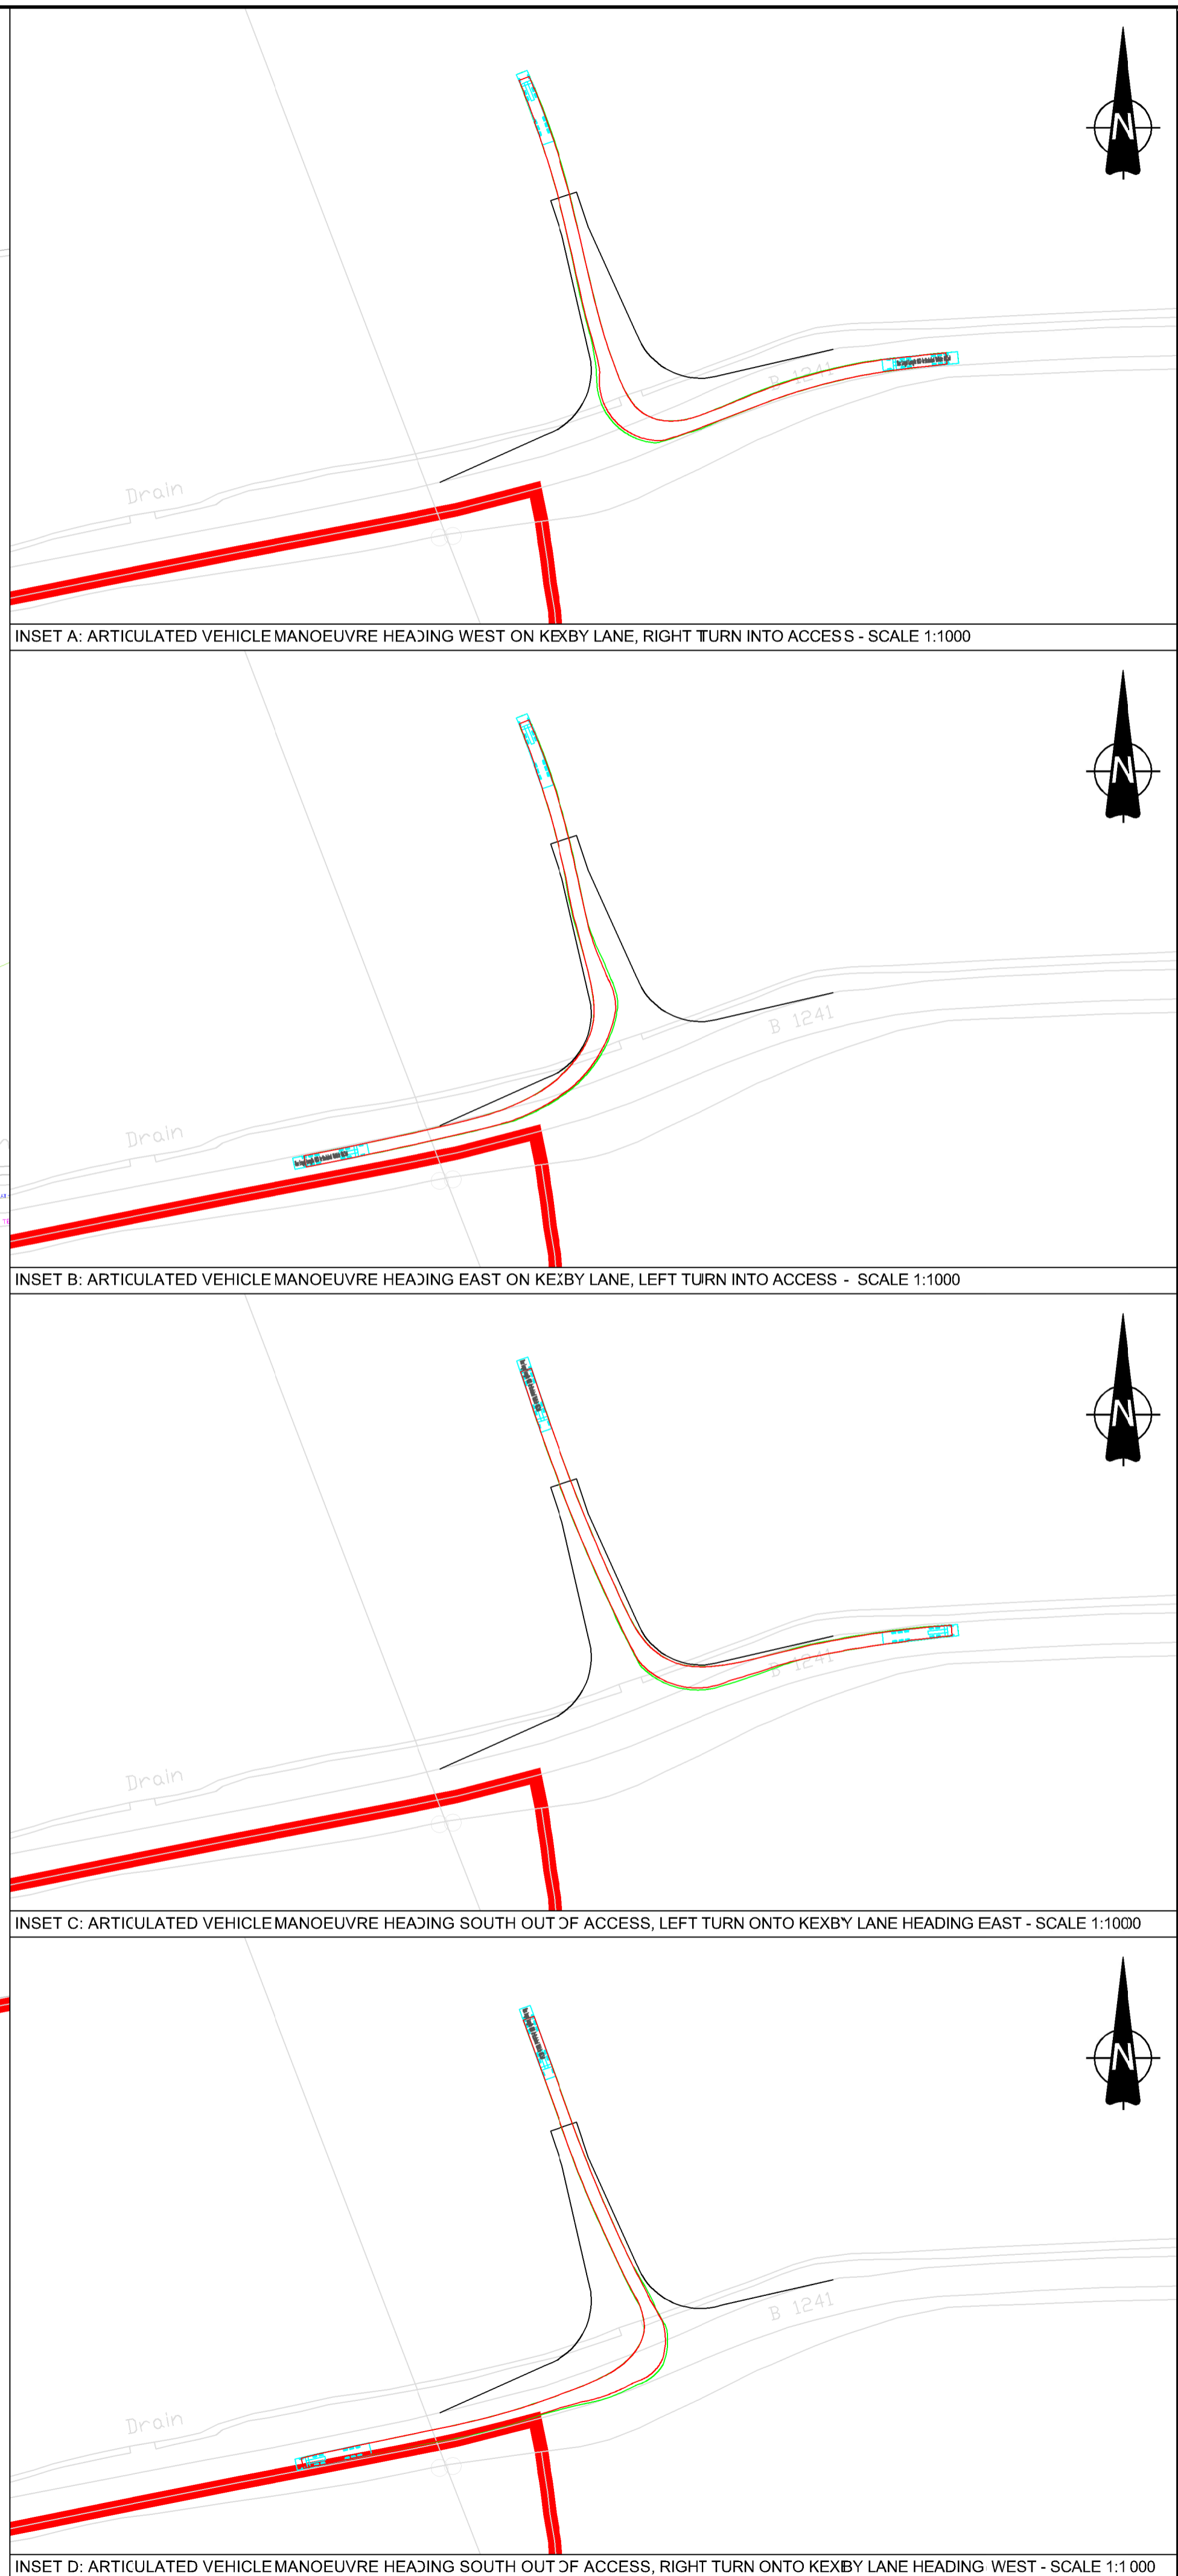 N
B 1241
Drain
INSET A: ARTICULATED VEHICLE MANOEUVRE HEADING WEST ON KEXBY LANE, RIGHT TURN INTO ACCESS - SCALE 1:1000
N
B 1241
Drain
INSET B: ARTICULATED VEHICLE MANOEUVRE HEADING EAST ON KEXBY LANE, LEFT TURN INTO ACCESS - SCALE 1:1000
N
B 1241
Drain
INSET C: ARTICULATED VEHICLE MANOEUVRE HEADING SOUTH OUT OF ACCESS, LEFT TURN ONTO KEXBY LANE HEADING EAST - SCALE 1:1000
N
B 1241
Drain
INSET D: ARTICULATED VEHICLE MANOEUVRE HEADING SOUTH OUT OF ACCESS, RIGHT TURN ONTO KEXBY LANE HEADING WEST - SCALE 1:1000